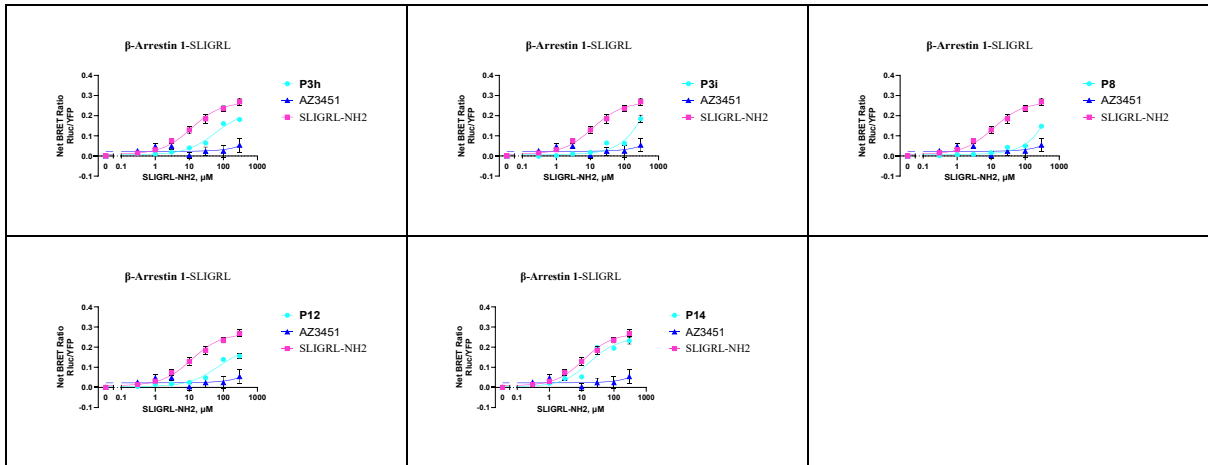 β-Arrestin 1-SLIGRL
0.4
0.3
0.2
0.1
0.0
-0.1
Net BRET Ratio
Rluc/YFP
0 0.1 1 10 100 1000
SLIGRL-NH2, µM
P3h
AZ3451
SLIGRL-NH2
β-Arrestin 1-SLIGRL
0.4
0.3
0.2
0.1
0.0
-0.1
Net BRET Ratio
Rluc/YFP
0 0.1 1 10 100 1000
SLIGRL-NH2, µM
P3i
AZ3451
SLIGRL-NH2
β-Arrestin 1-SLIGRL
0.4
0.3
0.2
0.1
0.0
-0.1
Net BRET Ratio
Rluc/YFP
0 0.1 1 10 100 1000
SLIGRL-NH2, µM
P8
AZ3451
SLIGRL-NH2
β-Arrestin 1-SLIGRL
0.4
0.3
0.2
0.1
0.0
-0.1
Net BRET Ratio
Rluc/YFP
0 0.1 1 10 100 1000
SLIGRL-NH2, µM
P12
AZ3451
SLIGRL-NH2
β-Arrestin 1-SLIGRL
0.4
0.3
0.2
0.1
0.0
-0.1
Net BRET Ratio
Rluc/YFP
0 0.1 1 10 100 1000
SLIGRL-NH2, µM
P14
AZ3451
SLIGRL-NH2